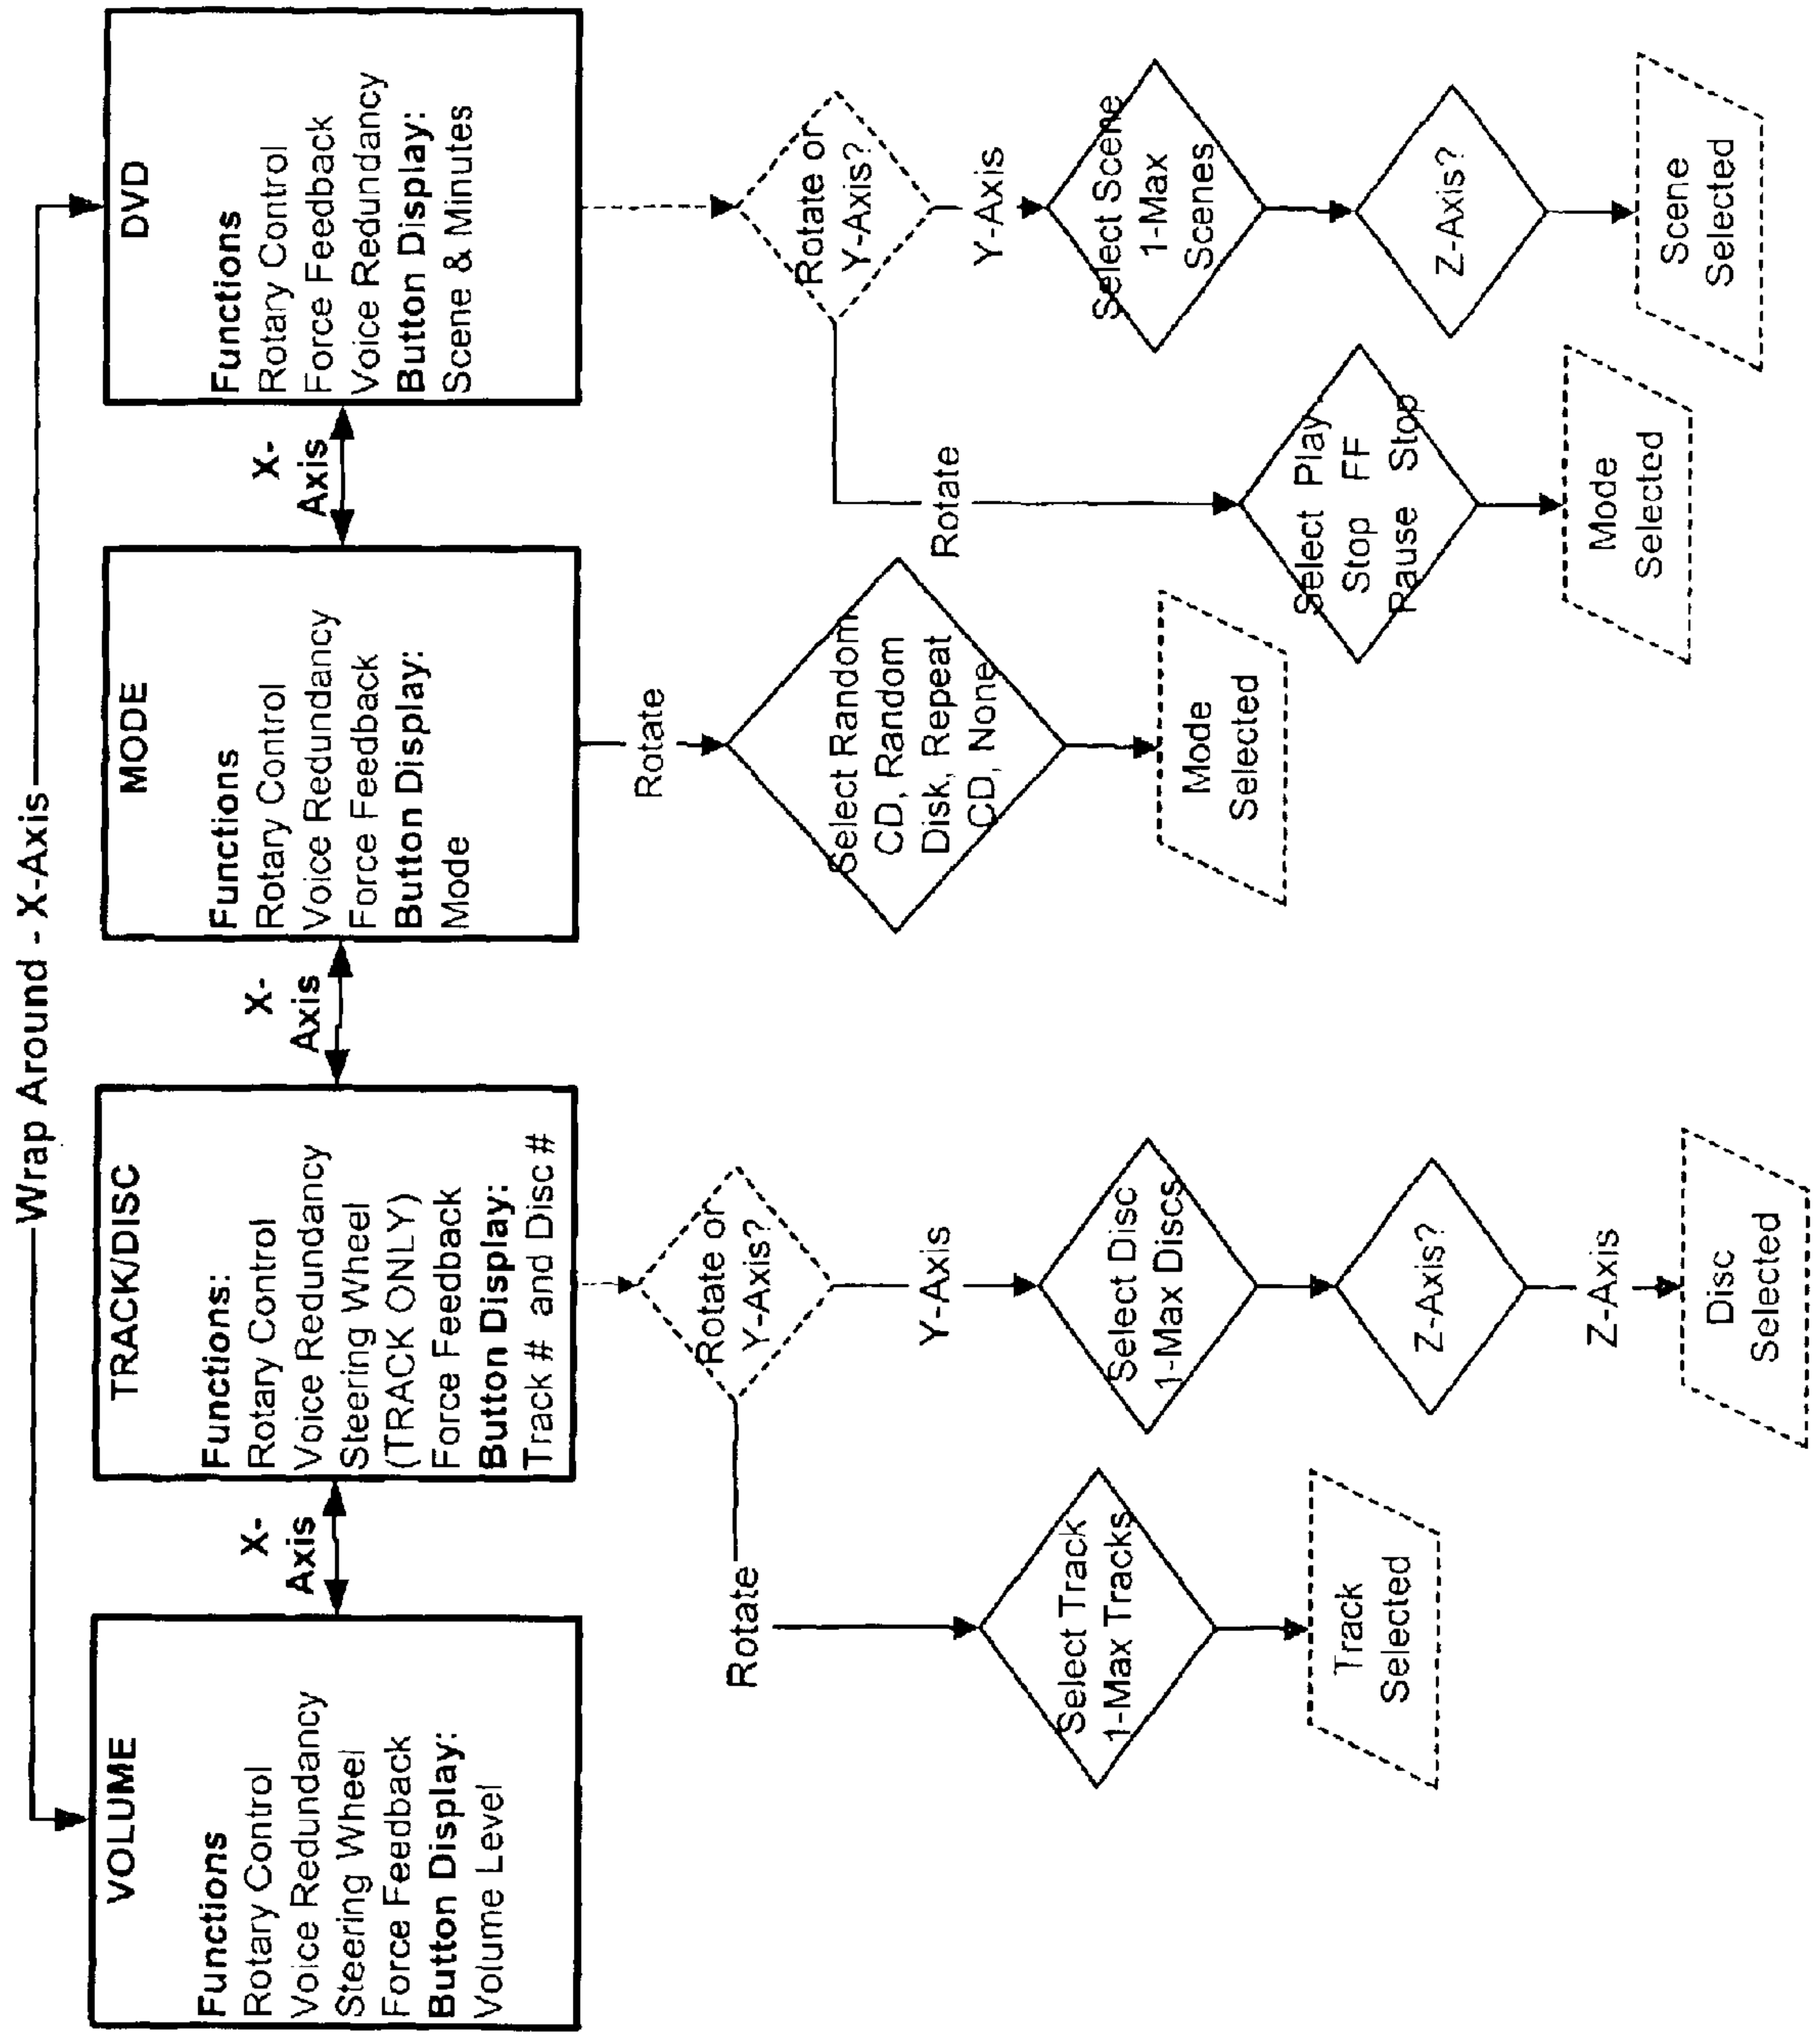 Wrap Around - X-Axis
VOLUME
Functions
Rotary Control
Voice Redundancy
Steering Wheel
Force Feedback
Button Display:
Volume Level
X-
Axis
TRACK/DISC
Functions:
Rotary Control
Voice Redundancy
Steering Wheel
(TRACK ONLY)
Force Feedback
Button Display:
Track # and Disc #
X-
Axis
MODE
Functions
Rotary Control
Voice Redundancy
Force Feedback
Button Display:
Mode
X-
Axis
DVD
Functions
Rotary Control
Force Feedback
Voice Redundancy
Button Display:
Scene & Minutes
Rotate or
Y-Axis?
Rotate
Select Track
1-Max Tracks
Track
Selected
Y-Axis
Select Disc
1-Max Discs
Z-Axis?
Z-Axis
Disc
Selected
Rotate
Select Random
CD, Random
Disk, Repeat
CD, None
Mode
Selected
Rotate or
Y-Axis?
Rotate
Select Play
Stop FF
Pause Stop
Mode
Selected
Y-Axis
Select Scene
1-Max
Scenes
Z-Axis?
Scene
Selected